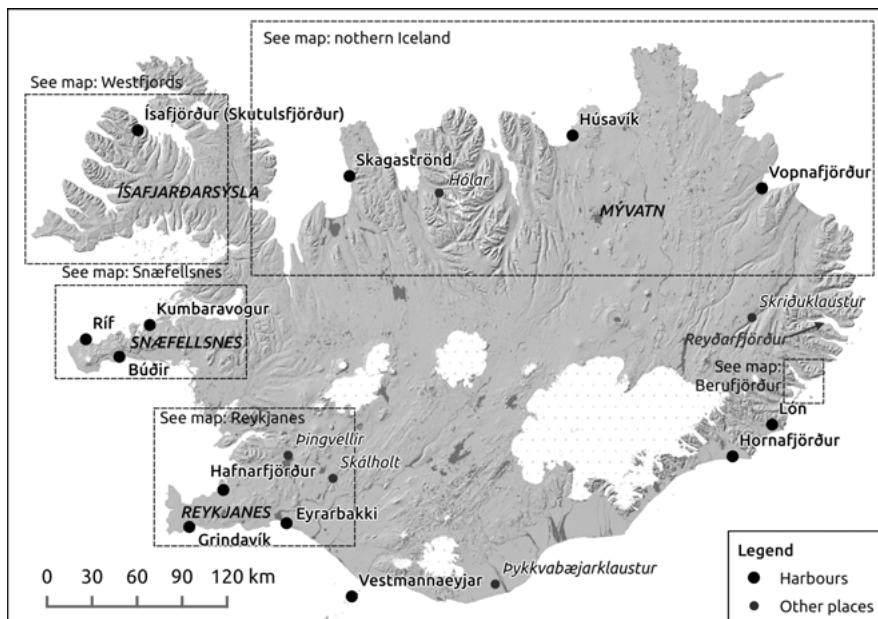 See map: nothern Iceland
See map: Westfjords
Ísafjörður (Skutulsfjörður)
Húsavík
Skagaströnd
Hólar
Vopnafjörður
ÍSAFJARÐARSÝSLA
MÝVATN
See map: Snæfellsnes
Kumbaravogur
Ríf
SNÆFELLSNES
Búðir
Skriðuklaustur
Reyðarfjörður
See map:
Berufjörður
Lón
Hornafjörður
See map: Reykjanes
Þingvellir
Skálholt
Hafnarfjörður
REYKJANES
Eyrarbakki
Grindavík
Vestmannaeyjar
Þykkvabæjarklaustur
0 30 60 90 120 km
Legend
Harbours
Other places